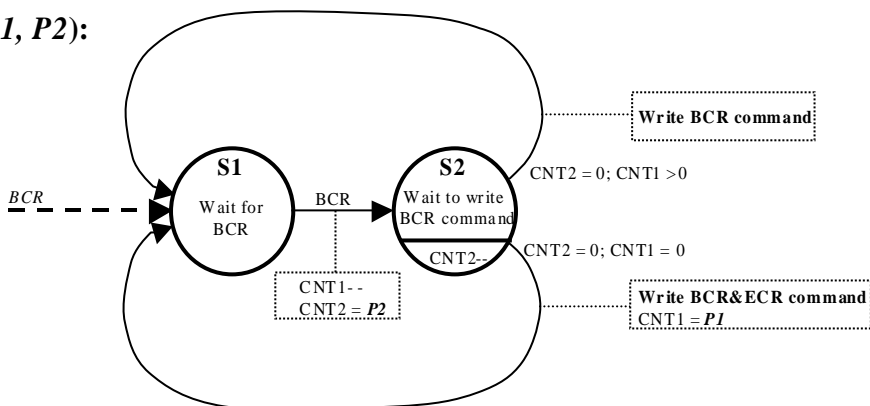 1, P2):
Write BCR command
S1
S2
CNT2 = 0; CNT1 >0
BCR
Wait for
BCR
BCR
Wait to write
BCR command
CNT2--
CNT2 = 0; CNT1 = 0
CNT1--
CNT2 = P2
Write BCR&ECR command
CNT1 = P1